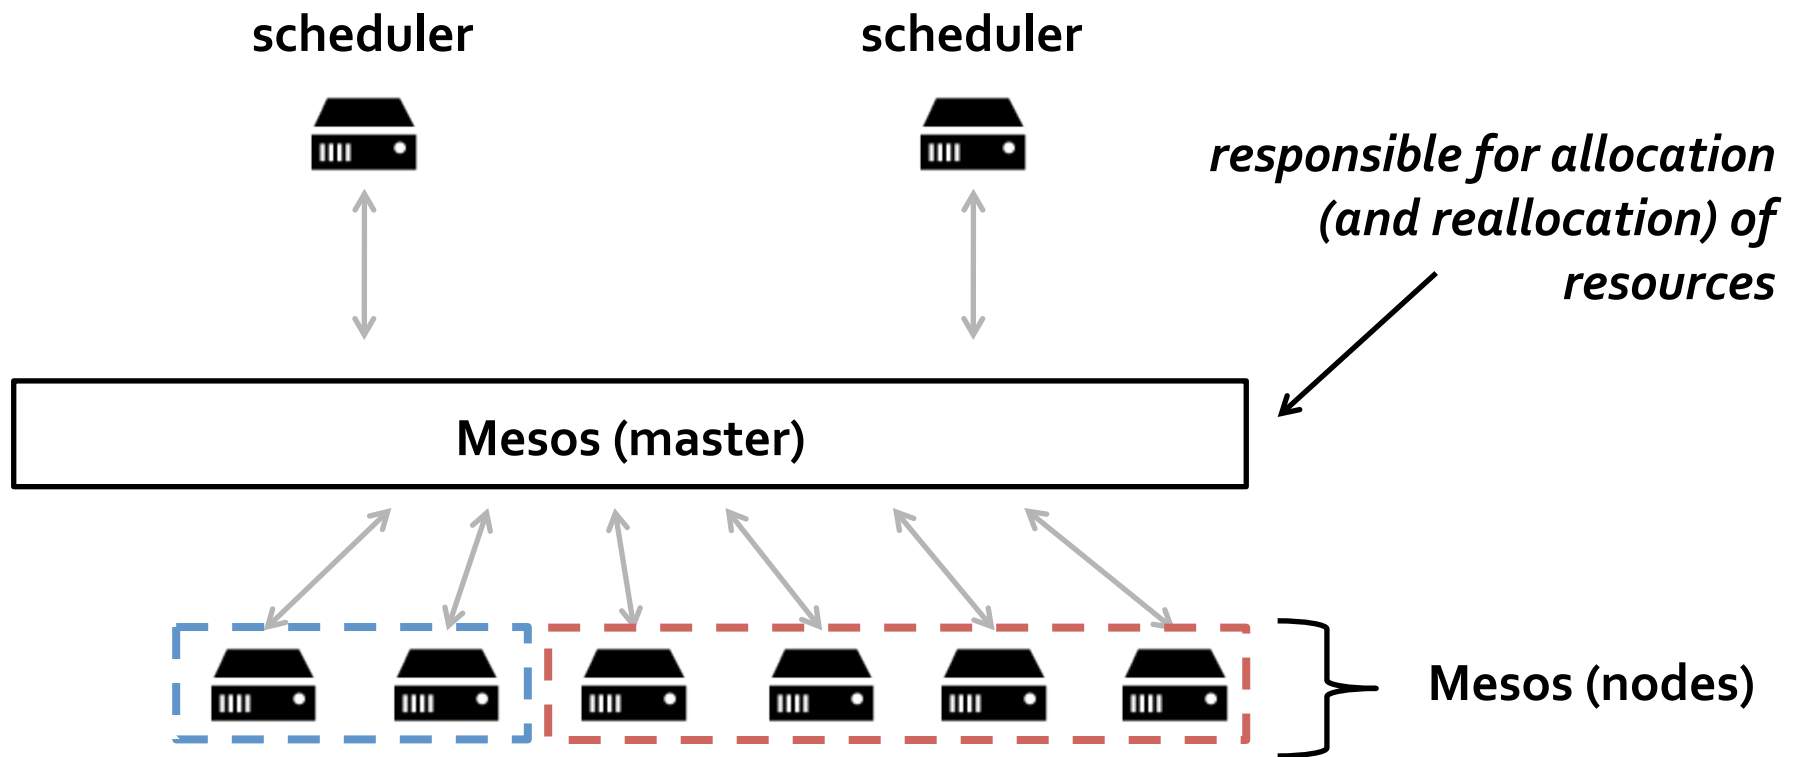 scheduler
scheduler
responsible for allocation
(and reallocation) of
resources
Mesos (master)
Mesos (nodes)